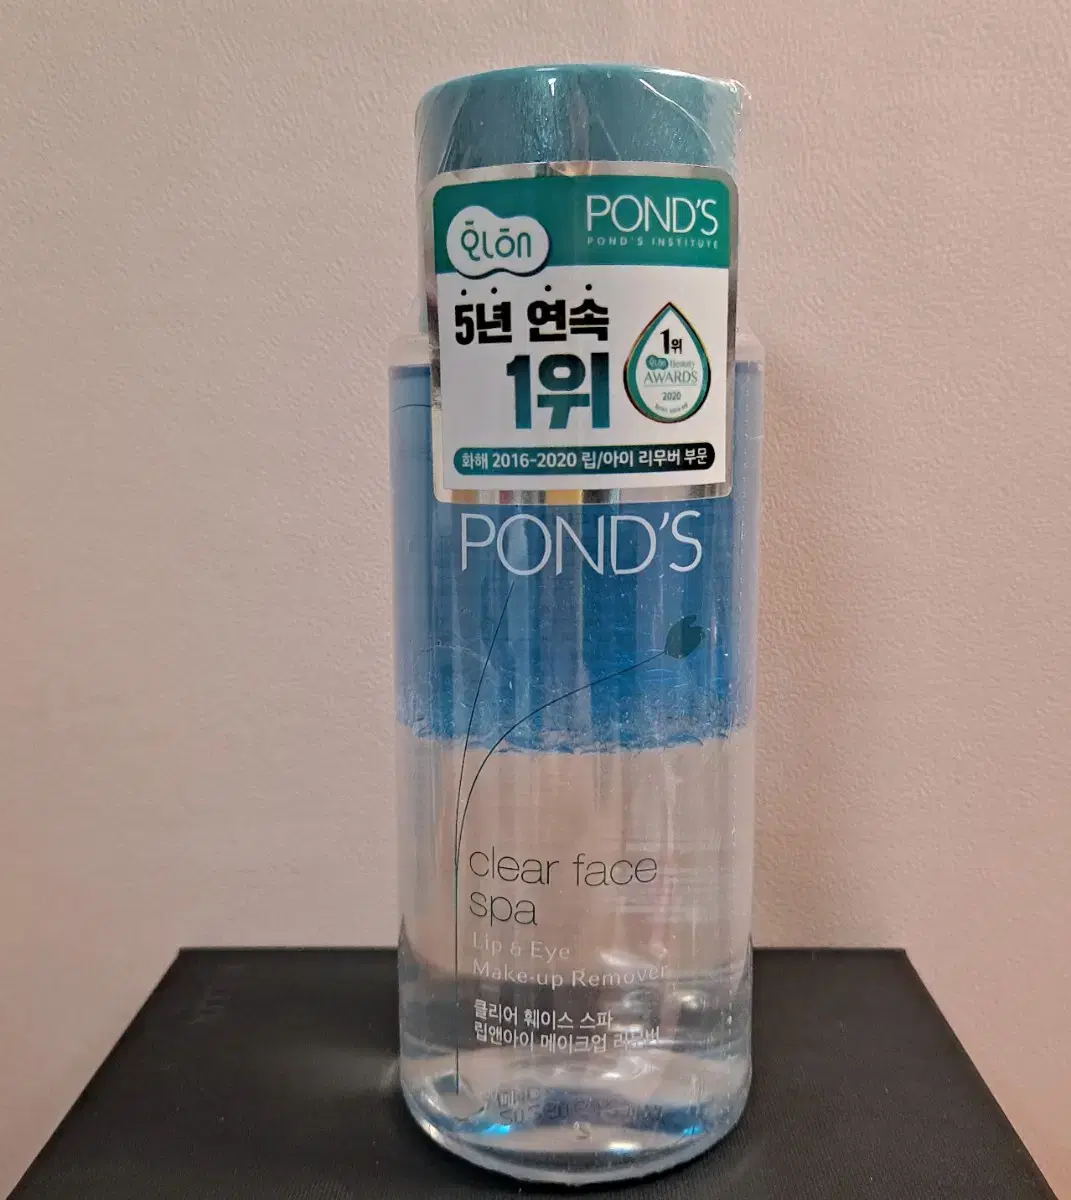 POND'S
POND'S INSTITUTE
5년 연속
1위
1위
Beauty
AWARDS
2020
화해 2016-2020 립/아이 리무버 부문
POND'S
clear face
spa
Lip & Eye
Make-up Remover
클리어 훼이스 스파
립앤아이 메이크업 리무버